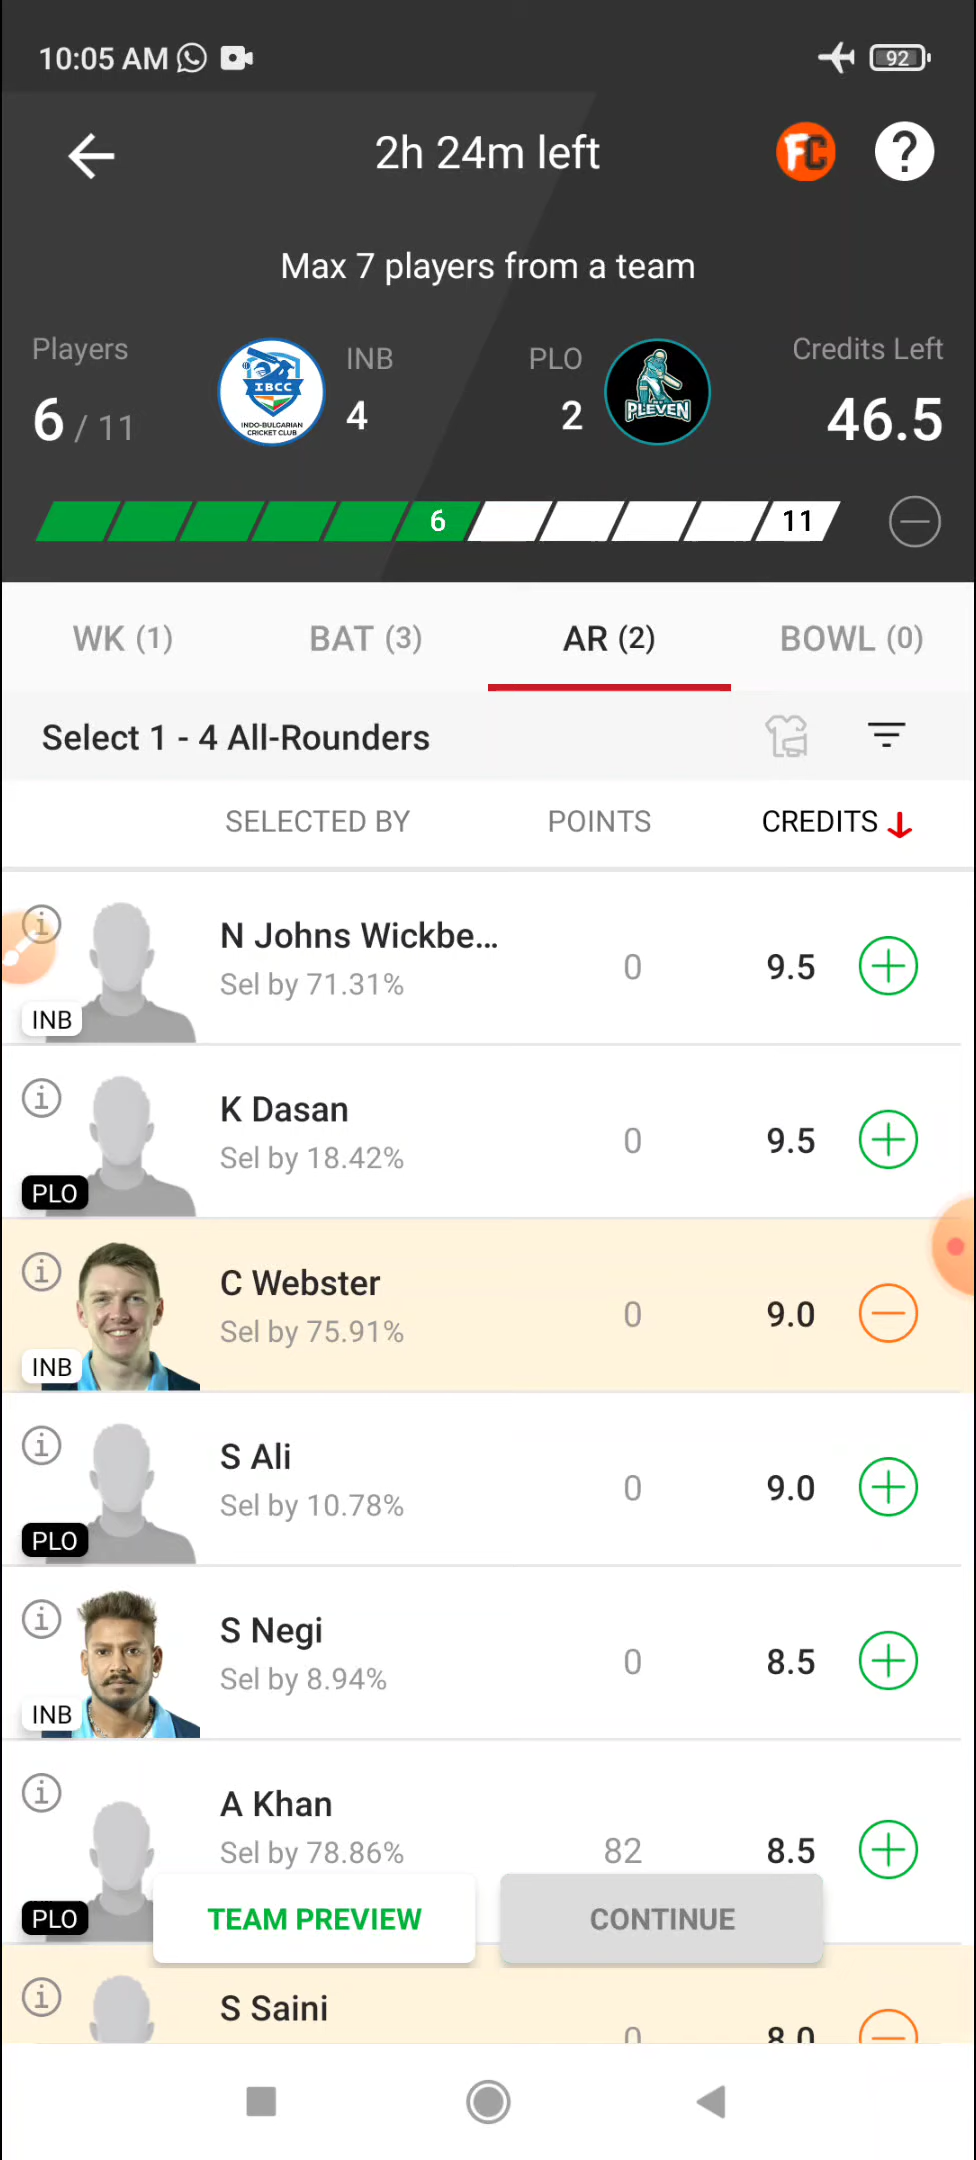 10:05 AM
92
2h 24m left
FC
?
Max 7 players from a team
Players
INB
PLO
Credits Left
6 / 11
4
2
46.5
IBCC
INDO-BULGARIAN
CRICKET CLUB
PLEVEN
6
11
WK (1)
BAT (3)
AR (2)
BOWL (0)
Select 1 - 4 All-Rounders
SELECTED BY
POINTS
CREDITS
N Johns Wickbe...
Sel by 71.31%
0
9.5
INB
K Dasan
Sel by 18.42%
0
9.5
PLO
C Webster
Sel by 75.91%
0
9.0
INB
S Ali
Sel by 10.78%
0
9.0
PLO
S Negi
Sel by 8.94%
0
8.5
INB
A Khan
Sel by 78.86%
82
8.5
PLO
TEAM PREVIEW
CONTINUE
S Saini
0
8.0